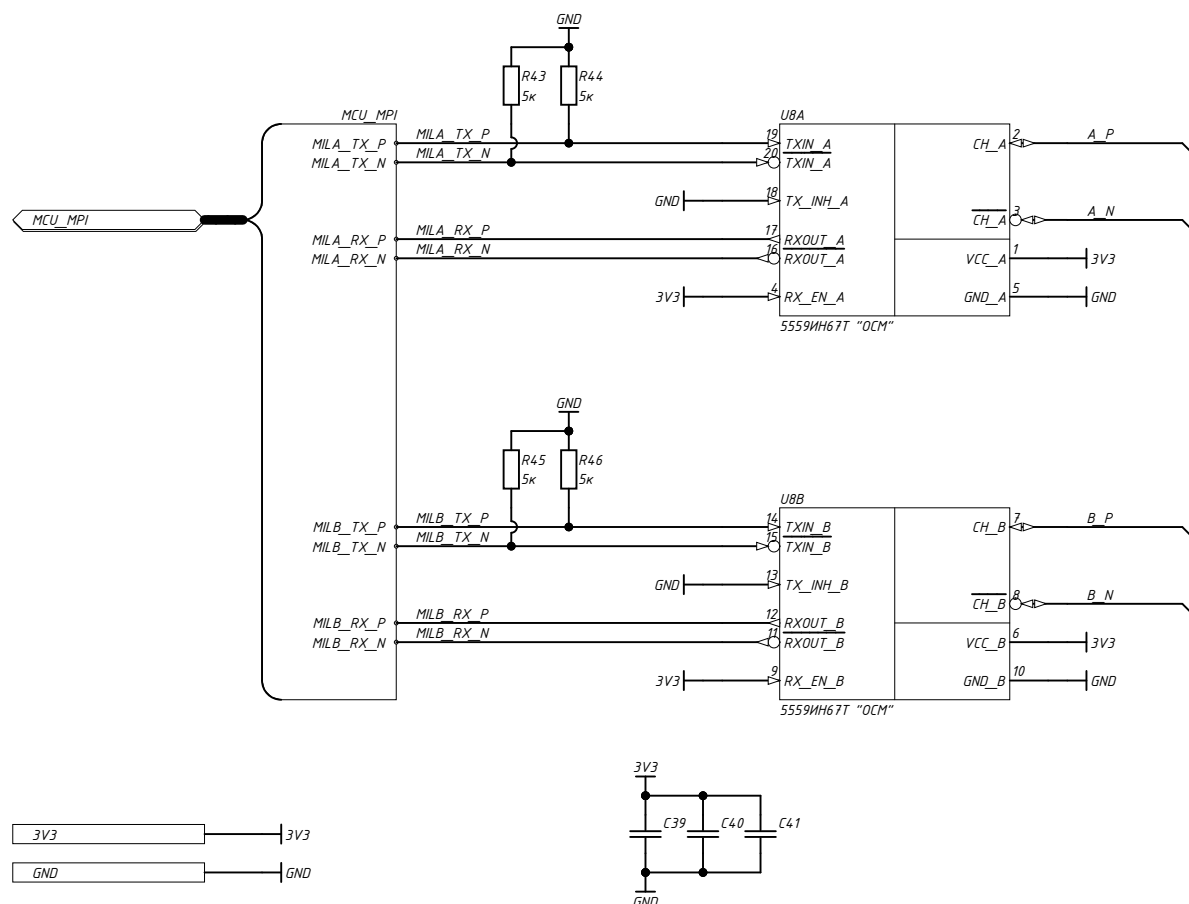 GND
R43
5к
R44
5к
MCU_MPI
U8A
MILA_TX_P
MILA_TX_P
19
TXIN_A
CH_A
2
A_P
MILA_TX_N
MILA_TX_N
20
TXIN_A
GND
18
TX_INH_A
MCU_MPI
CH_A
3
A_N
MILA_RX_P
MILA_RX_P
17
RXOUT_A
MILA_RX_N
MILA_RX_N
16
RXOUT_A
VCC_A
1
3V3
3V3
4
RX_EN_A
GND_A
5
GND
5559ИН67Т "ОСМ"
GND
R45
5к
R46
5к
U8B
MILB_TX_P
MILB_TX_P
14
TXIN_B
CH_B
7
B_P
MILB_TX_N
MILB_TX_N
15
TXIN_B
GND
13
TX_INH_B
CH_B
8
B_N
MILB_RX_P
MILB_RX_P
12
RXOUT_B
MILB_RX_N
MILB_RX_N
11
RXOUT_B
VCC_B
6
3V3
3V3
9
RX_EN_B
GND_B
10
GND
5559ИН67Т "ОСМ"
3V3
3V3
3V3
C39
C40
C41
GND
GND
GND